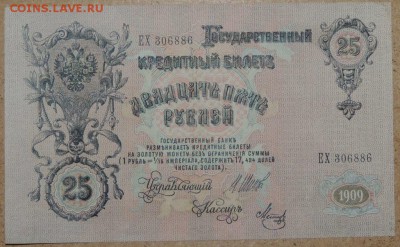 COINS.LAVE.RU
ЕХ 306886
Государственный
25
Кредитный Билетъ
Двадцать пять
Рублей
Государственный Банкъ
размѣниваетъ кредитные билеты
на золотую монету безъ ограниченія суммы
(1 рубль = 1/15 имперіала, содержитъ 17,424 долей
чистаго золота).
Управляющій
ЕХ 306886
25
Кассиръ
1909